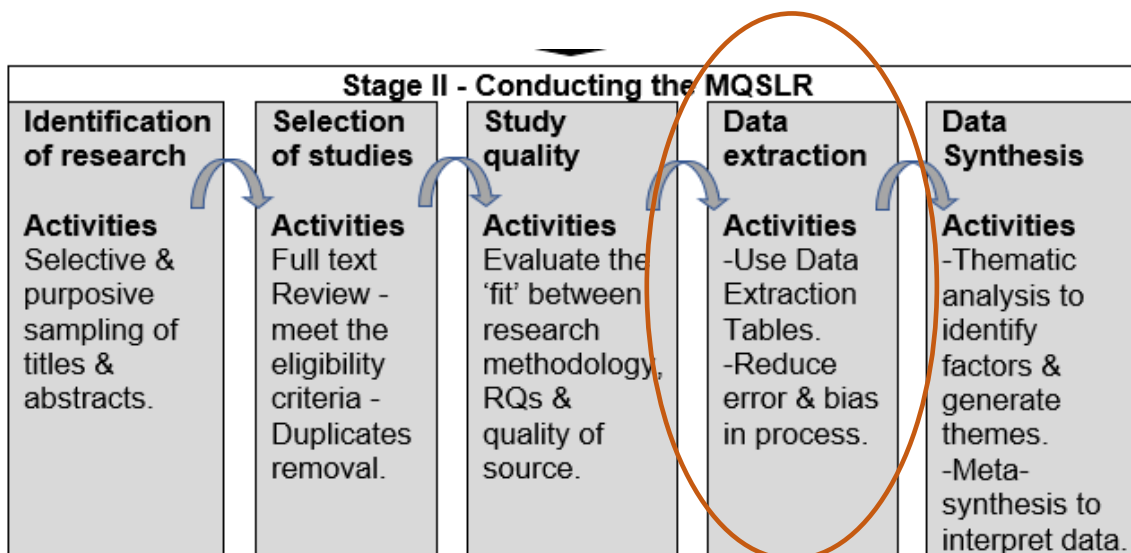 Stage II - Conducting the MQSLR
Identification
of research
Activities
Selective &
purposive
sampling of
titles &
abstracts.
Selection
of studies
Activities
Full text
Review -
meet the
eligibility
criteria -
Duplicates
removal.
Study
quality
Activities
Evaluate the
‘fit’ between
research
methodology,
RQs &
quality of
source.
Data
extraction
Activities
-Use Data
Extraction
Tables.
-Reduce
error & bias
in process.
Data
Synthesis
Activities
-Thematic
analysis to
identify
factors &
generate
themes.
-Meta-
synthesis to
interpret data.